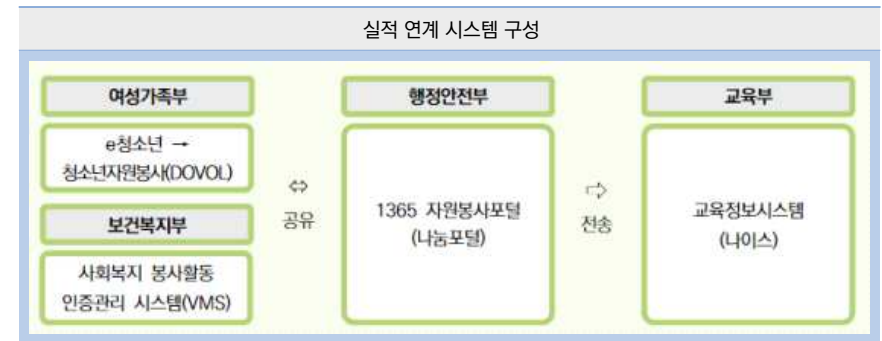 실적 연계 시스템 구성
여성가족부
e청소년 →
청소년자원봉사(DOVOL)
보건복지부
사회복지 봉사활동
인증관리 시스템(VMS)
⇔
공유
행정안전부
1365 자원봉사포털
(나눔포털)
⇨
전송
교육부
교육정보시스템
(나이스)